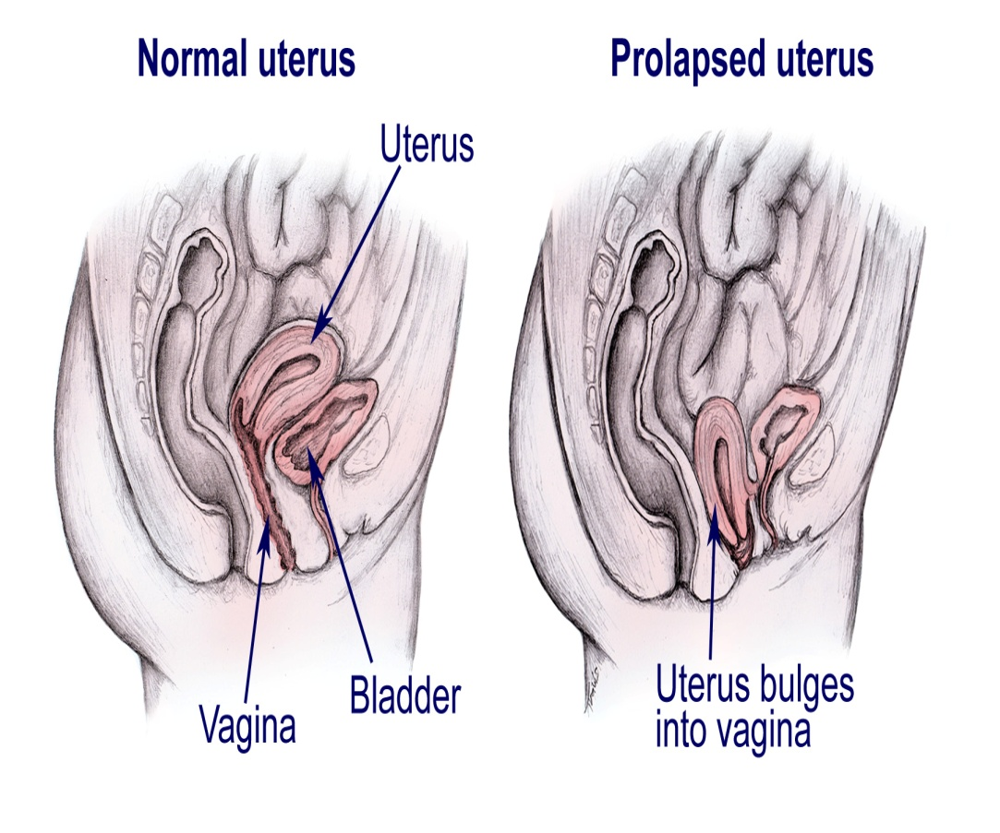 Normal uterus
Prolapsed uterus
Uterus
Vagina
Bladder
Uterus bulges
into vagina